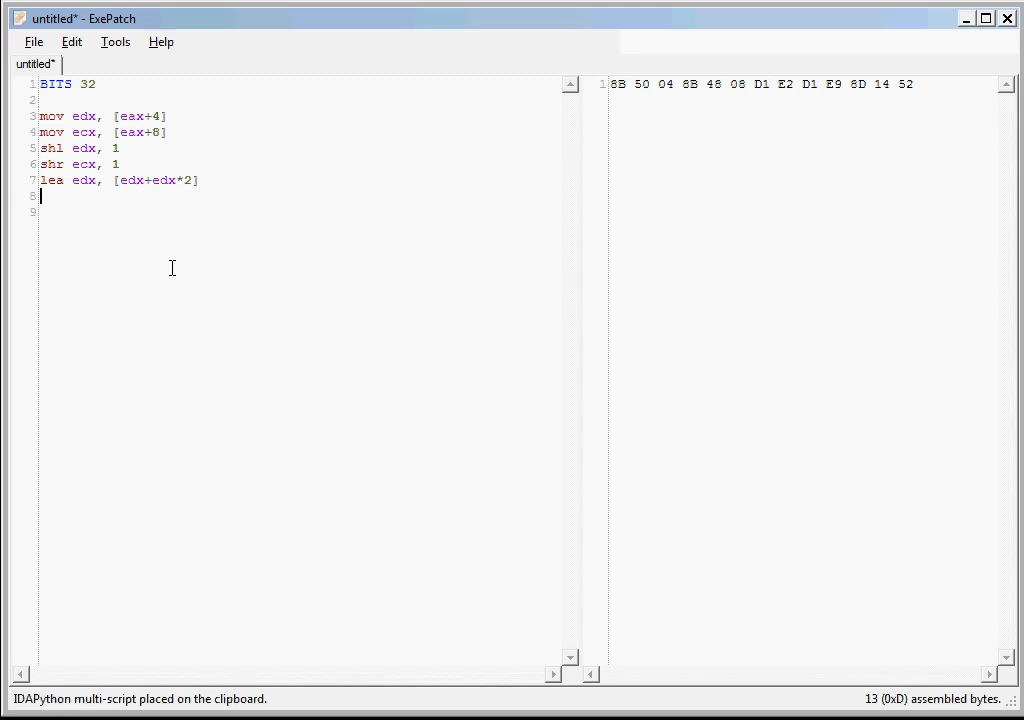 untitled* - ExePatch
File Edit Tools Help
untitled*
1 BITS 32
2
3 mov edx, [eax+4]
4 mov ecx, [eax+8]
5 shl edx, 1
6 shr ecx, 1
7 lea edx, [edx+edx*2]
8
9
1 8B 50 04 8B 48 08 D1 E2 D1 E9 8D 14 52
IDAPython multi-script placed on the clipboard.
13 (0xD) assembled bytes.